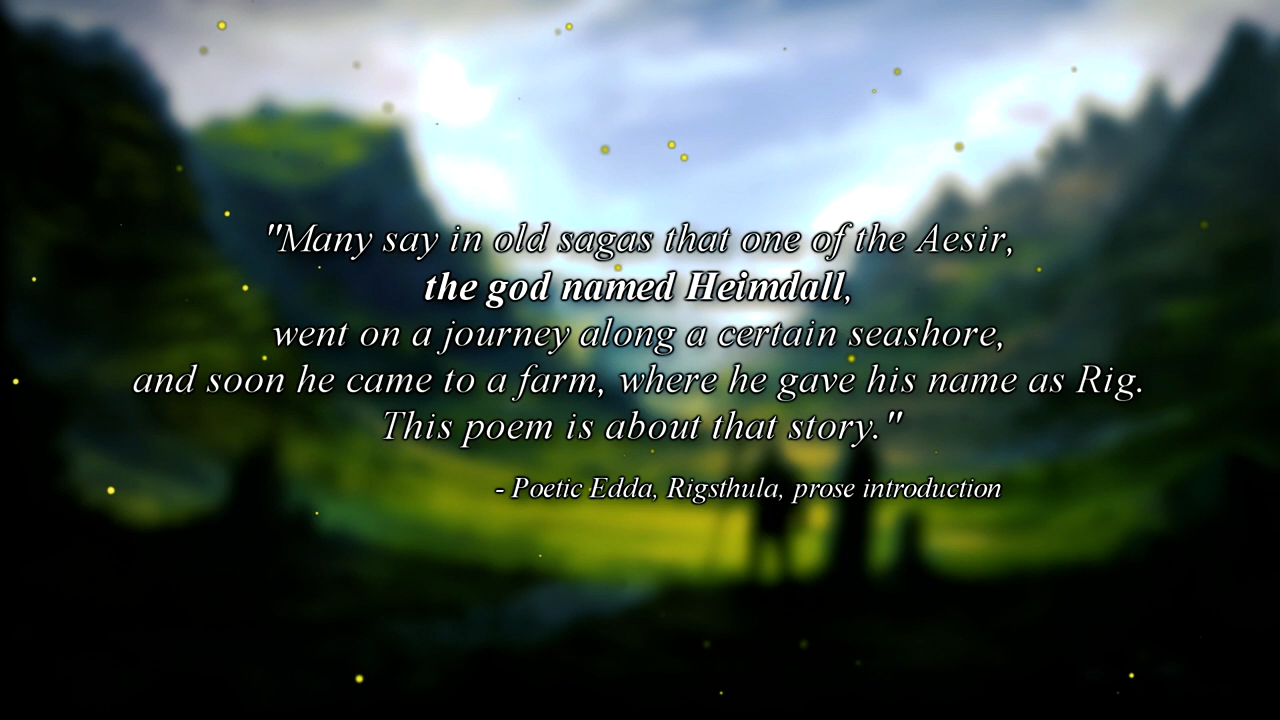 "Many say in old sagas that one of the Aesir,
the god named Heimdall,
went on a journey along a certain seashore,
and soon he came to a farm, where he gave his name as Rig.
This poem is about that story."
- Poetic Edda, Rigsthula, prose introduction